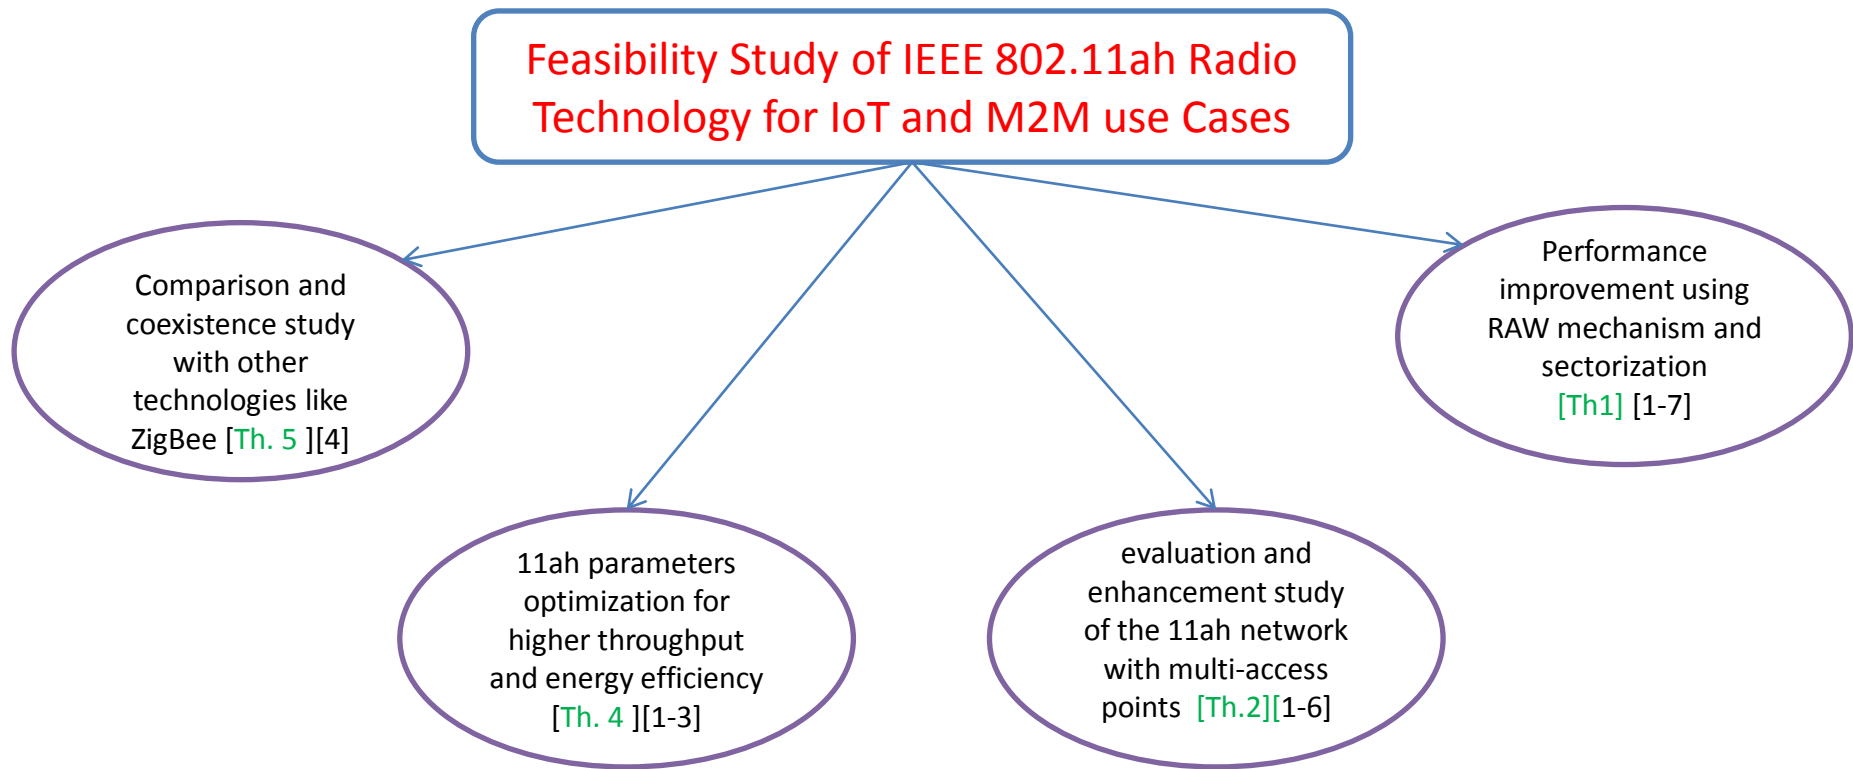 Feasibility Study of IEEE 802.11ah Radio
Technology for IoT and M2M use Cases
Comparison and
coexistence study
with other
technologies like
ZigBee [Th. 5 ][4]
11ah parameters
optimization for
higher throughput
and energy efficiency
[Th. 4 ][1-3]
evaluation and
enhancement study
of the 11ah network
with multi-access
points [Th.2][1-6]
Performance
improvement using
RAW mechanism and
sectorization
[Th1] [1-7]